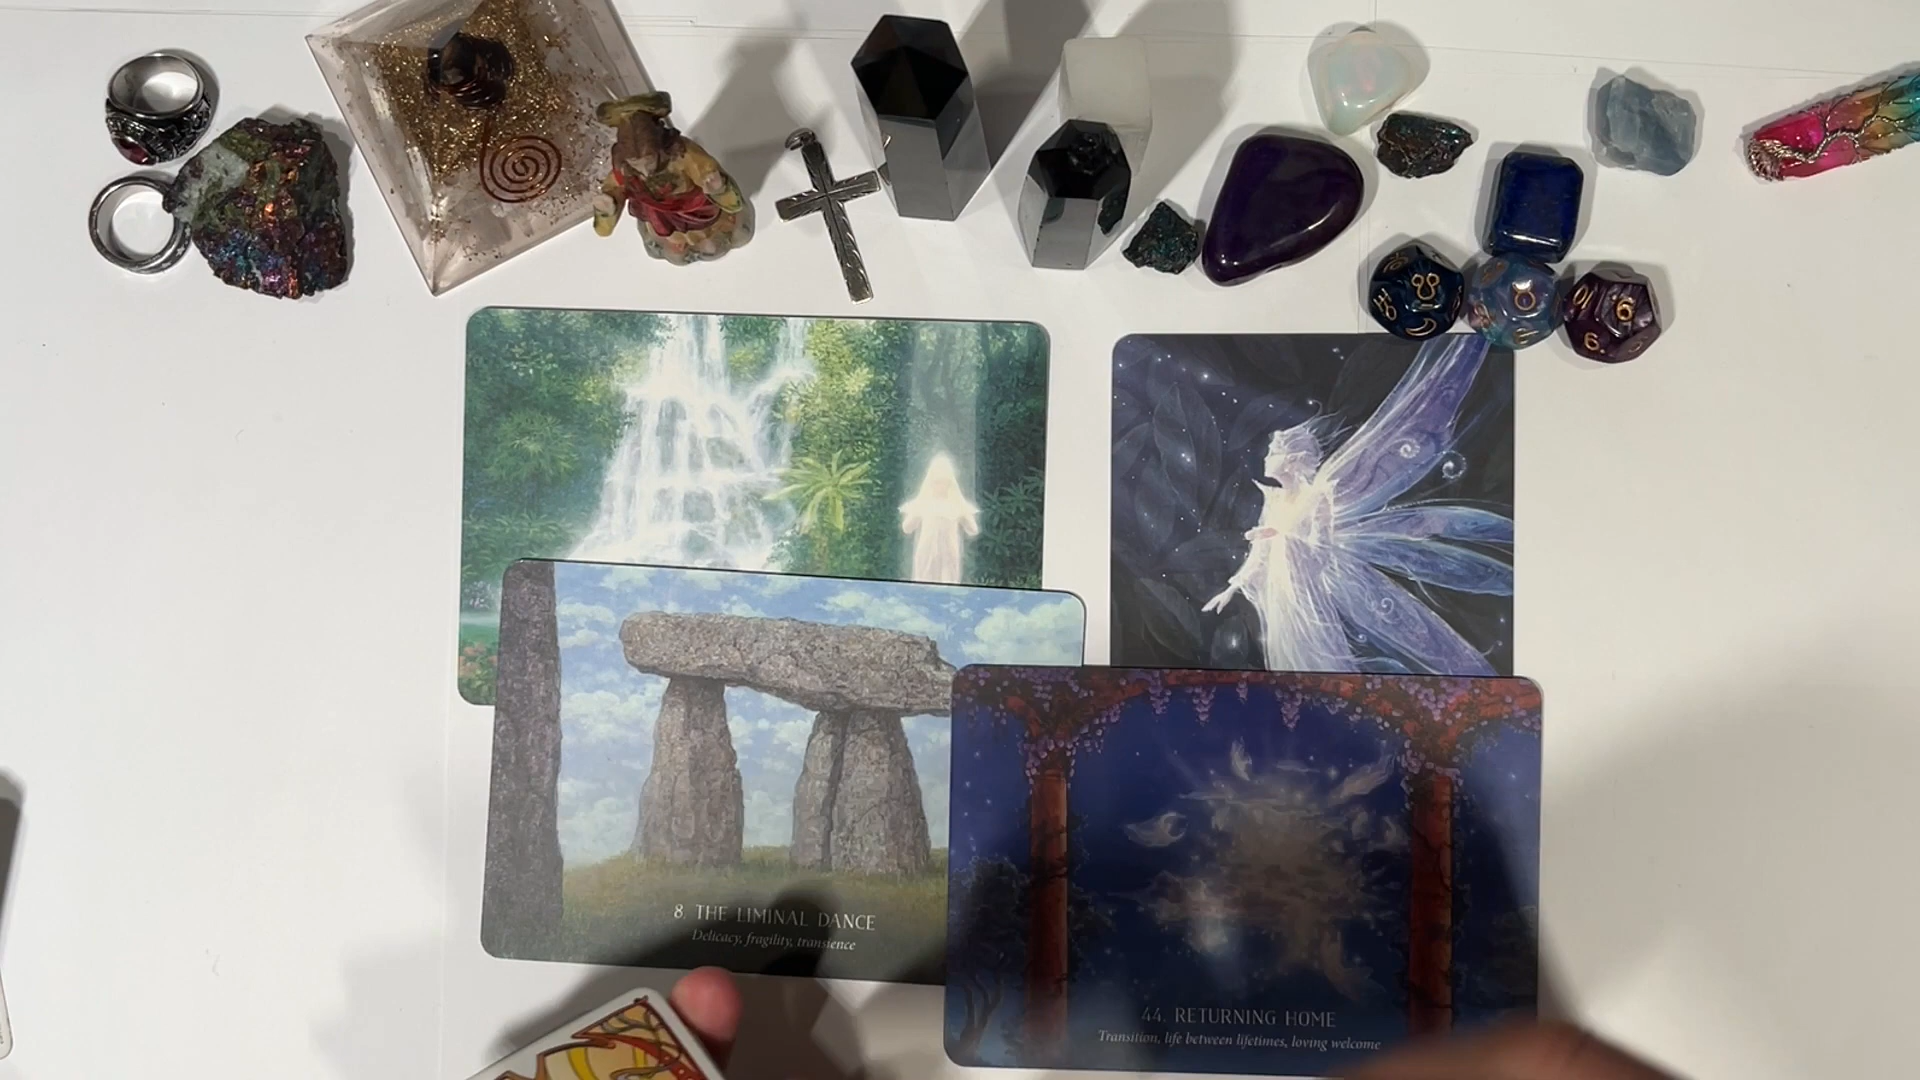 8. THE LIMINAL DANCE
Delicacy, fragility, transience
44. RETURNING HOME
Transition, life between lifetimes, loving welcome